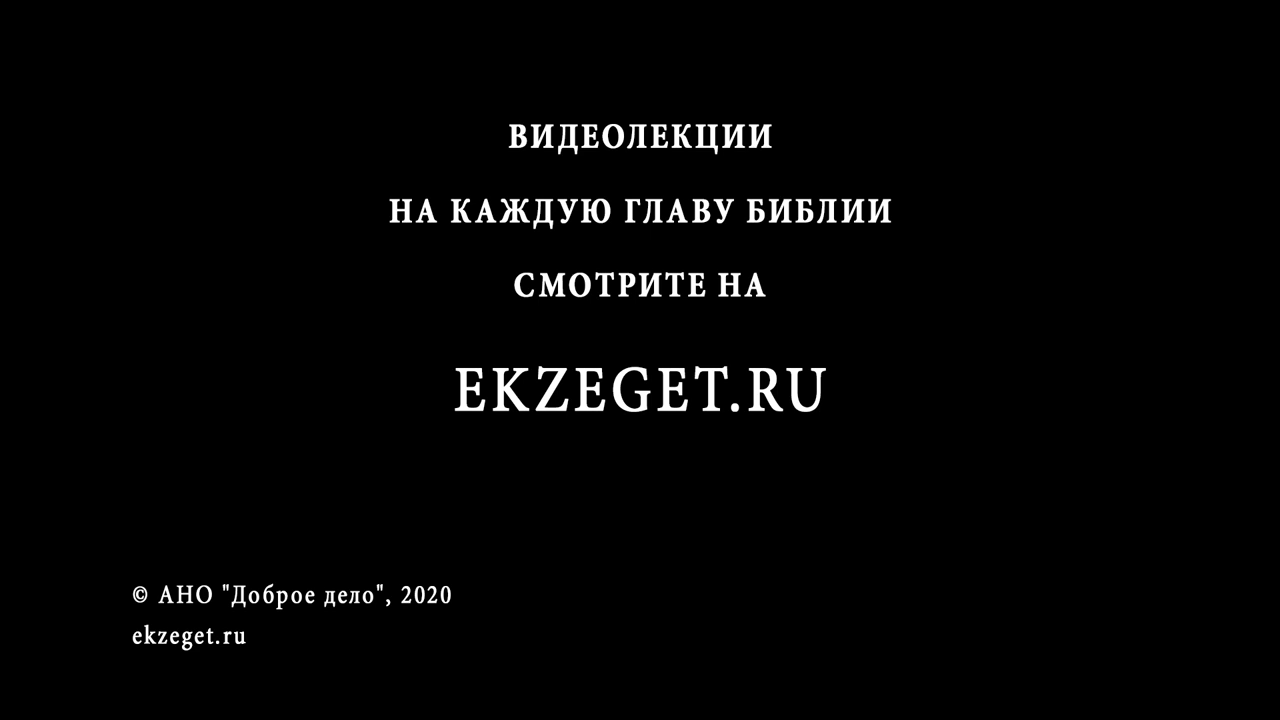 ВИДЕОЛЕКЦИИ
НА КАЖДУЮ ГЛАВУ БИБЛИИ
СМОТРИТЕ НА
EKZEGET.RU
© АНО "Доброе дело", 2020
ekzeget.ru